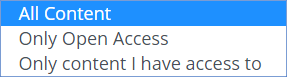 All Content
Only Open Access
Only content I have access to